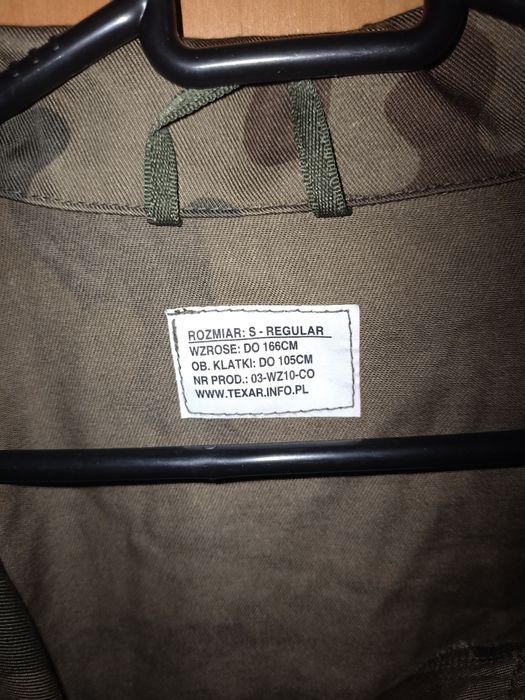 ROZMIAR: S - REGULAR
WZROSE: DO 166CM
OB. KLATKI: DO 105CM
NR PROD.: 03-WZ10-CO
WWW.TEXAR.INFO.PL